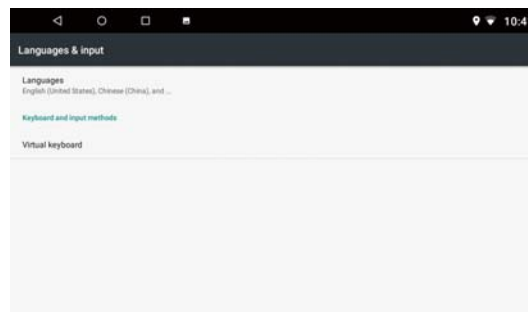 10:4
Languages & input
Languages
English (United States), Chinese (China), and ...
Keyboard and input methods
Virtual keyboard